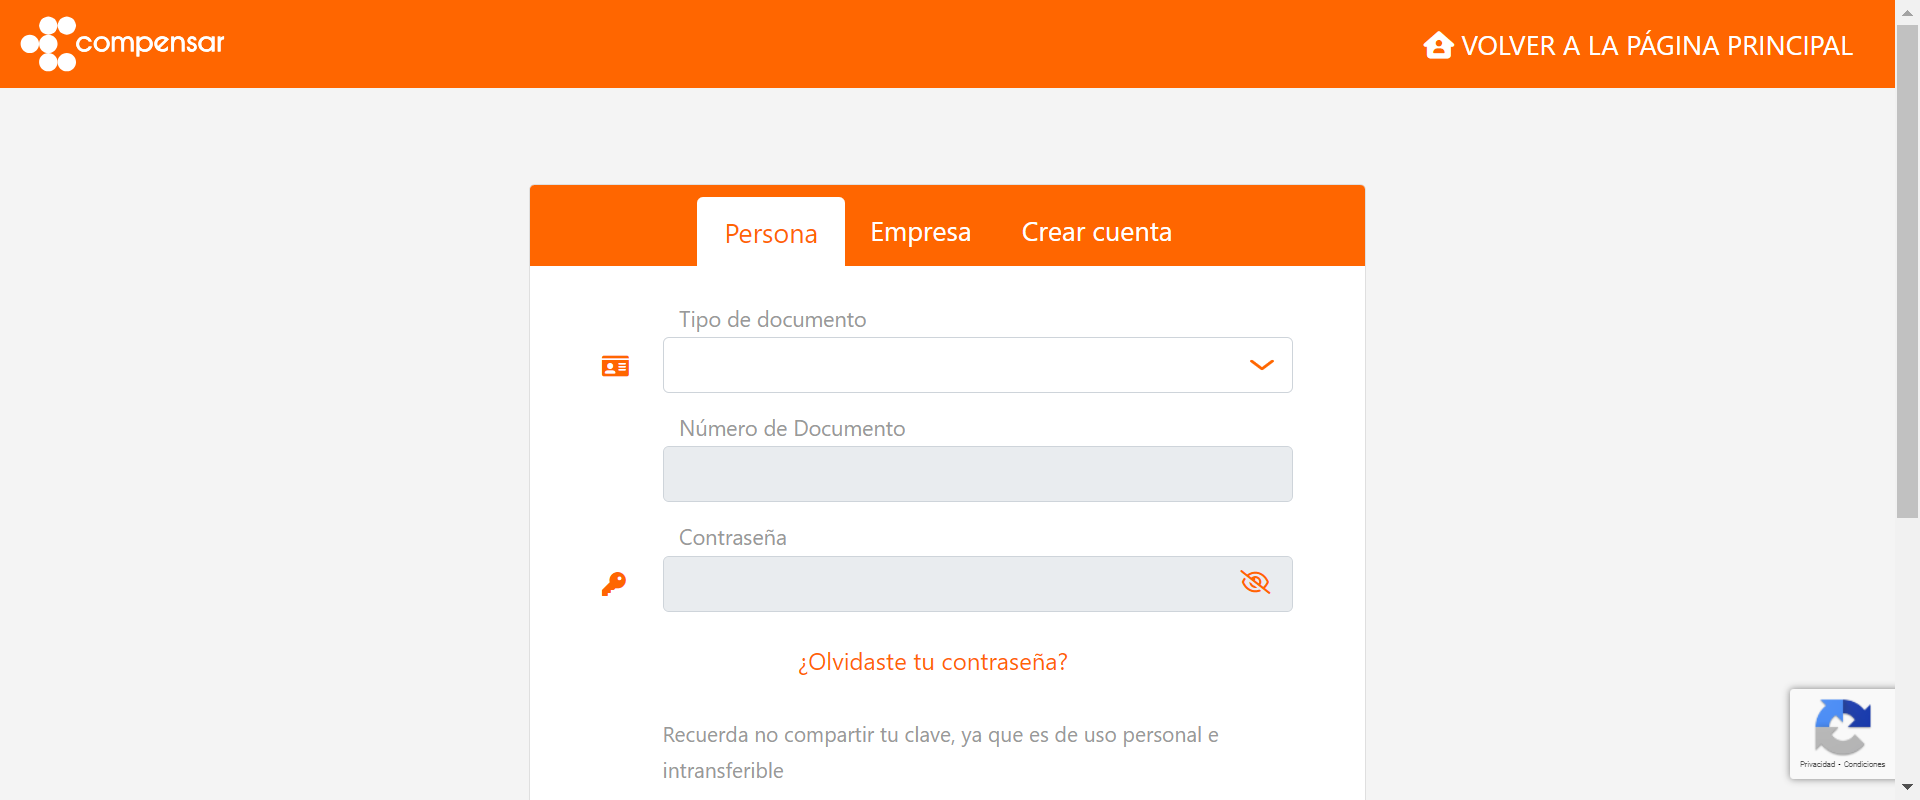 compensar
VOLVER A LA PÁGINA PRINCIPAL
Persona
Empresa
Crear cuenta
Tipo de documento
Número de Documento
Contraseña
¿Olvidaste tu contraseña?
Recuerda no compartir tu clave, ya que es de uso personal e
intransferible
Privacidad - Condiciones